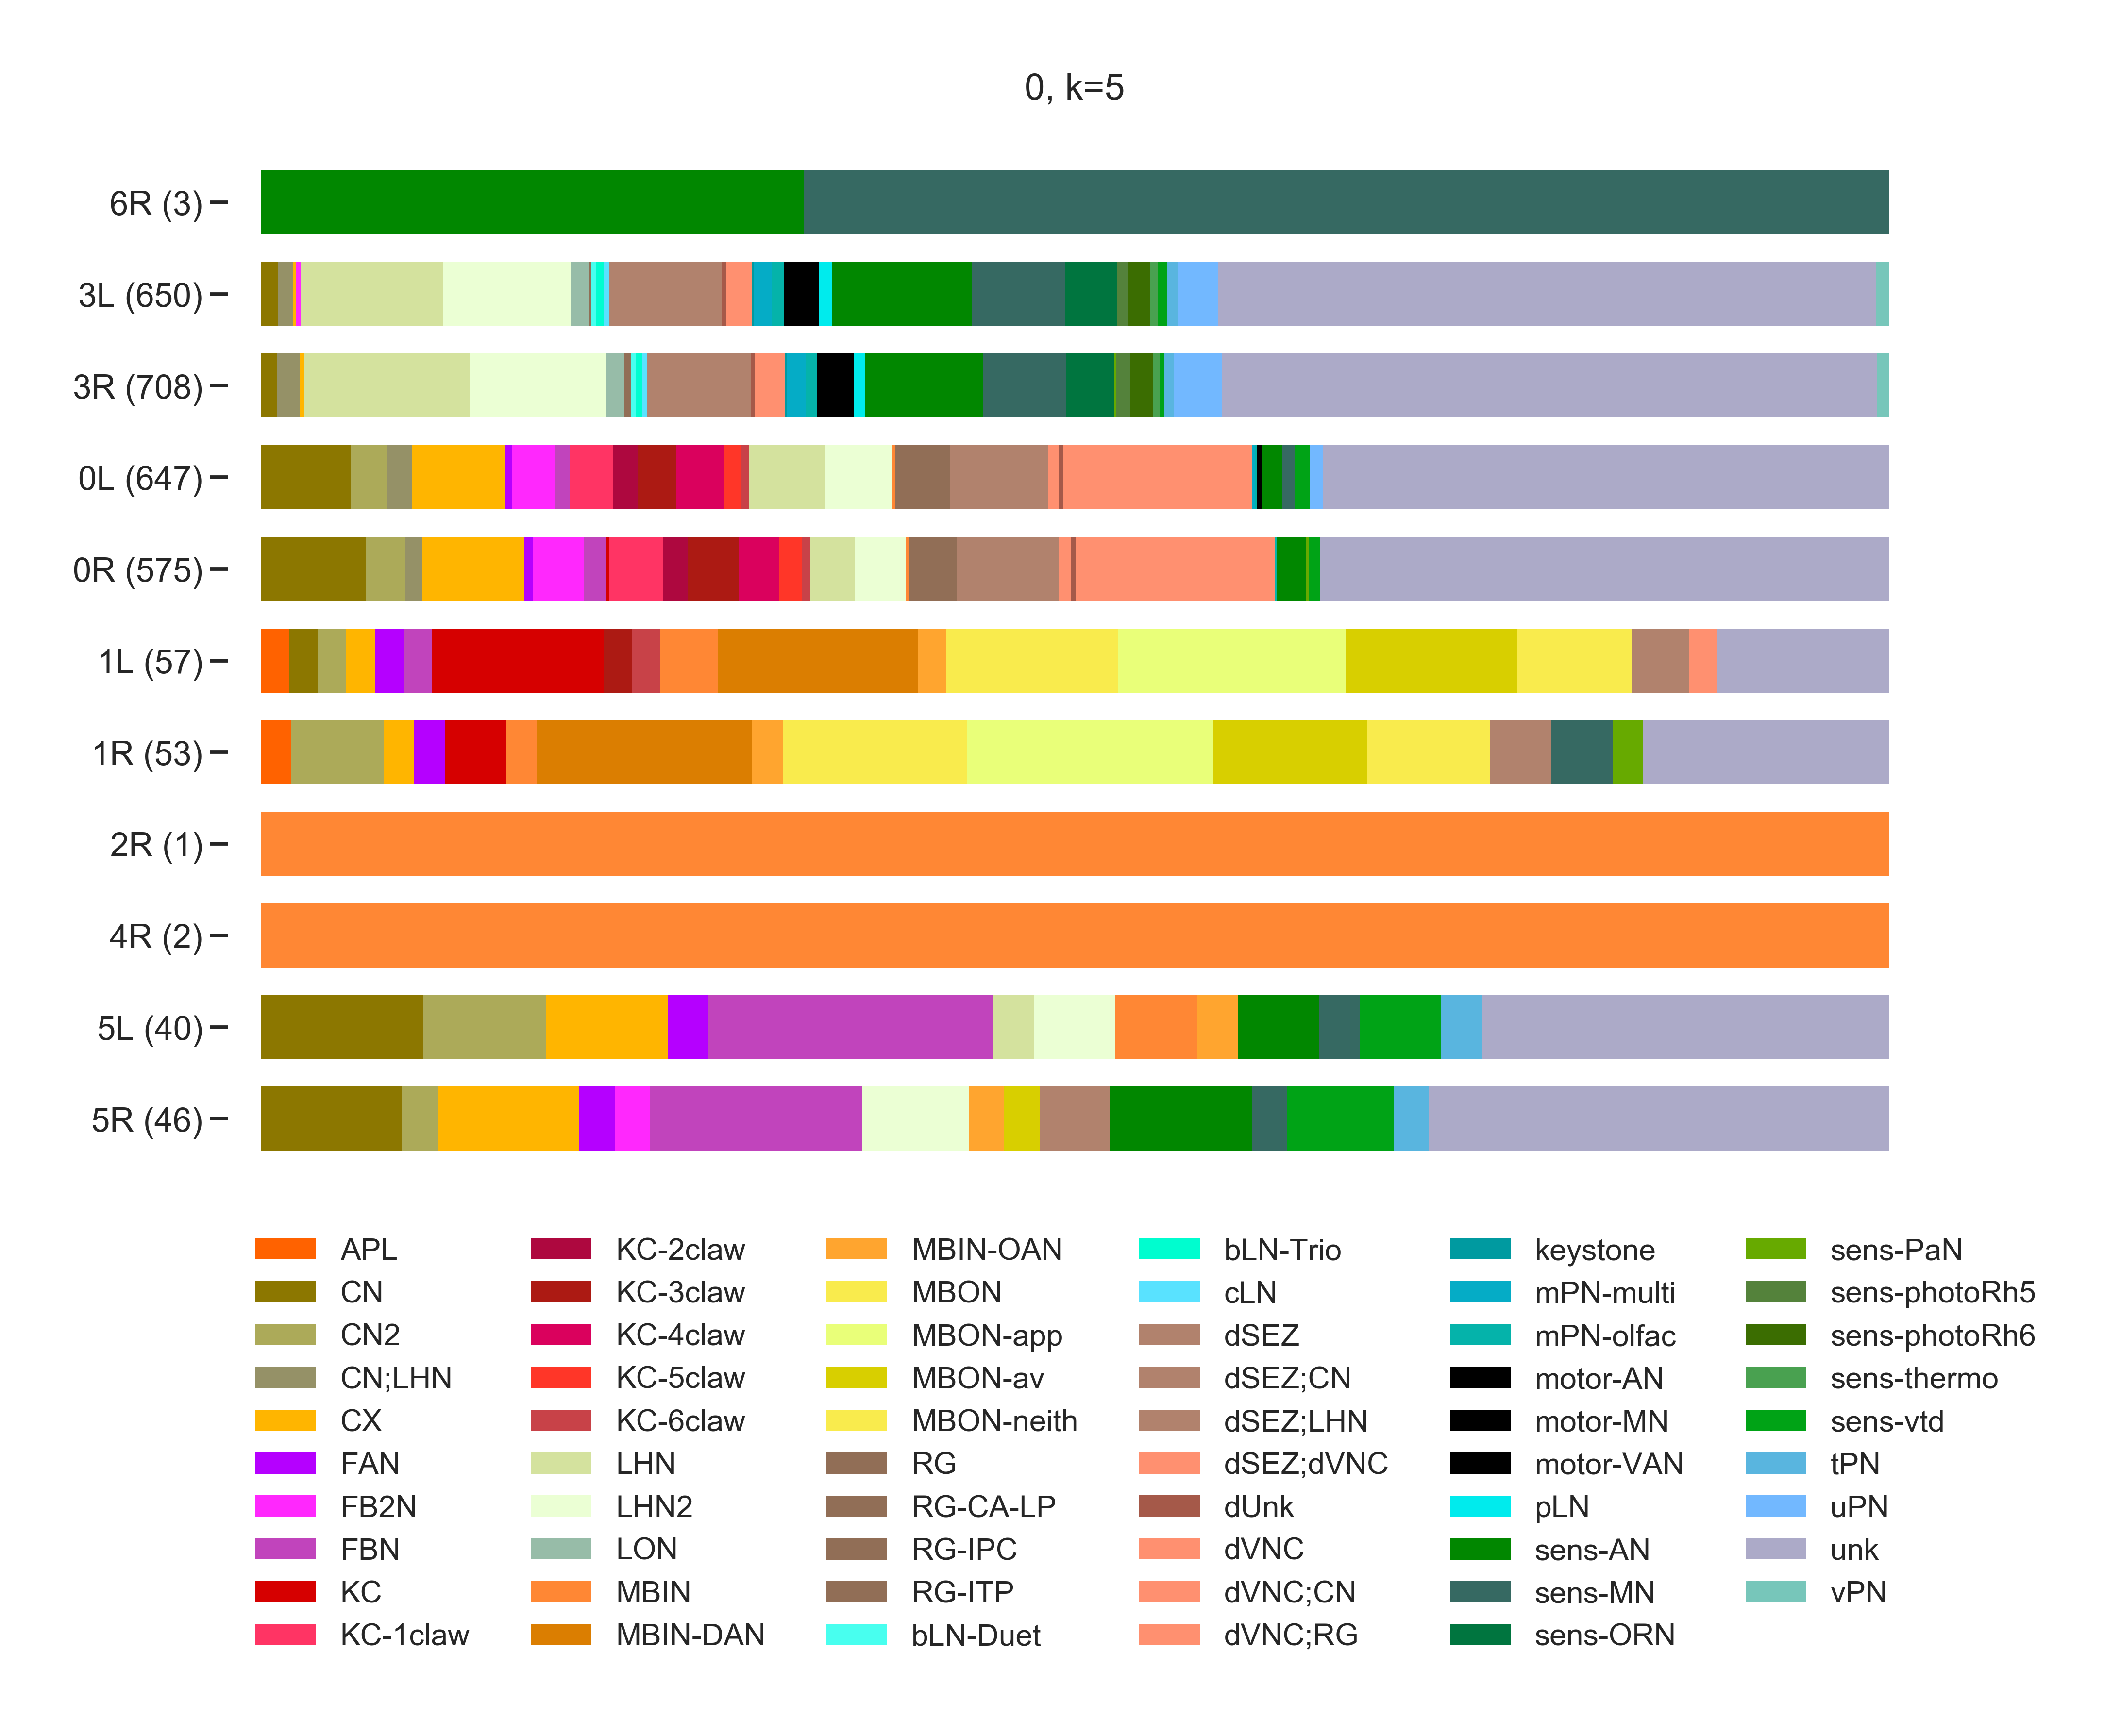 0, k=5
6R (3)
3L (650)
3R (708)
0L (647)
0R (575)
1L (57)
1R (53)
2R (1)
4R (2)
5L (40)
5R (46)
APL
CN
CN2
CN;LHN
CX
FAN
FB2N
FBN
KC
KC-1claw
KC-2claw
KC-3claw
KC-4claw
KC-5claw
KC-6claw
LHN
LHN2
LON
MBIN
MBIN-DAN
MBIN-OAN
MBON
MBON-app
MBON-av
MBON-neith
RG
RG-CA-LP
RG-IPC
RG-ITP
bLN-Duet
bLN-Trio
cLN
dSEZ
dSEZ;CN
dSEZ;LHN
dSEZ;dVNC
dUnk
dVNC
dVNC;CN
dVNC;RG
keystone
mPN-multi
mPN-olfac
motor-AN
motor-MN
motor-VAN
pLN
sens-AN
sens-MN
sens-ORN
sens-PaN
sens-photoRh5
sens-photoRh6
sens-thermo
sens-vtd
tPN
uPN
unk
vPN